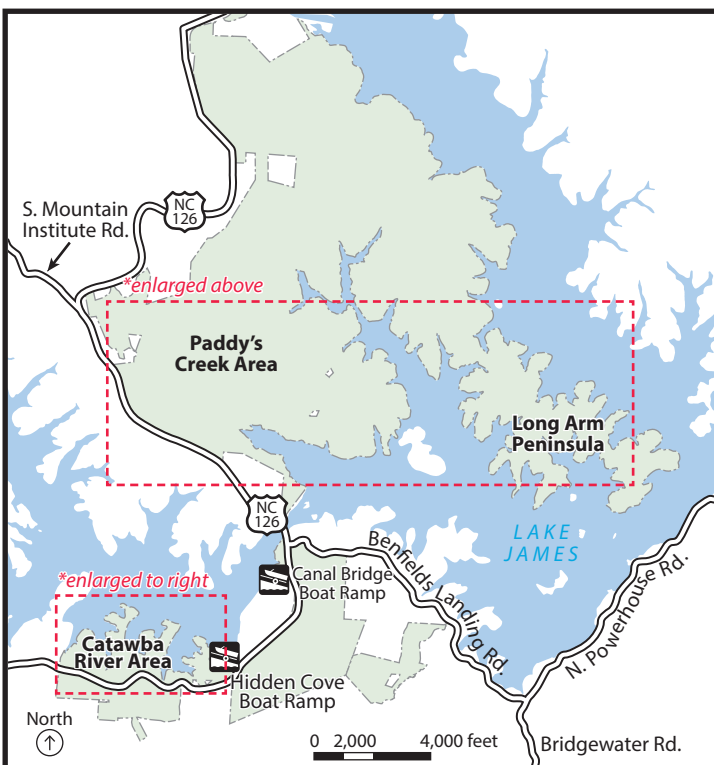 NC
126
S. Mountain
Institute Rd.
*enlarged above
Paddy's
Creek Area
Long Arm
Peninsula
NC
126
LAKE
JAMES
Benfields Landing Rd.
N. Powerhouse Rd.
*enlarged to right
Canal Bridge
Boat Ramp
Catawba
River Area
Hidden Cove
Boat Ramp
North
0 2,000 4,000 feet
Bridgewater Rd.